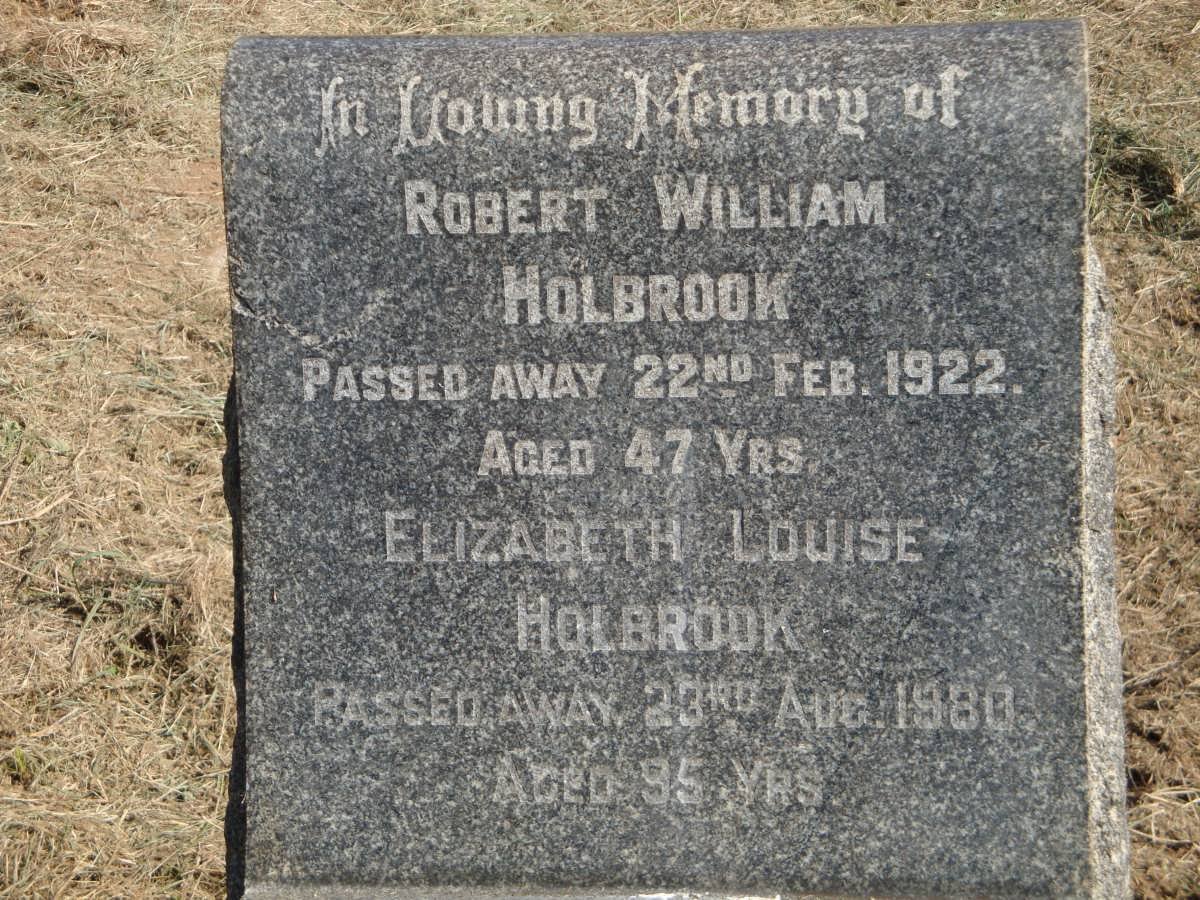 In Loving Memory of
ROBERT WILLIAM
HOLBROOK
PASSED AWAY 22ND FEB. 1922.
AGED 47 YRS.
ELIZABETH LOUISE
HOLBROOK
PASSED AWAY 23RD AUG. 1980.
AGED 95 YRS